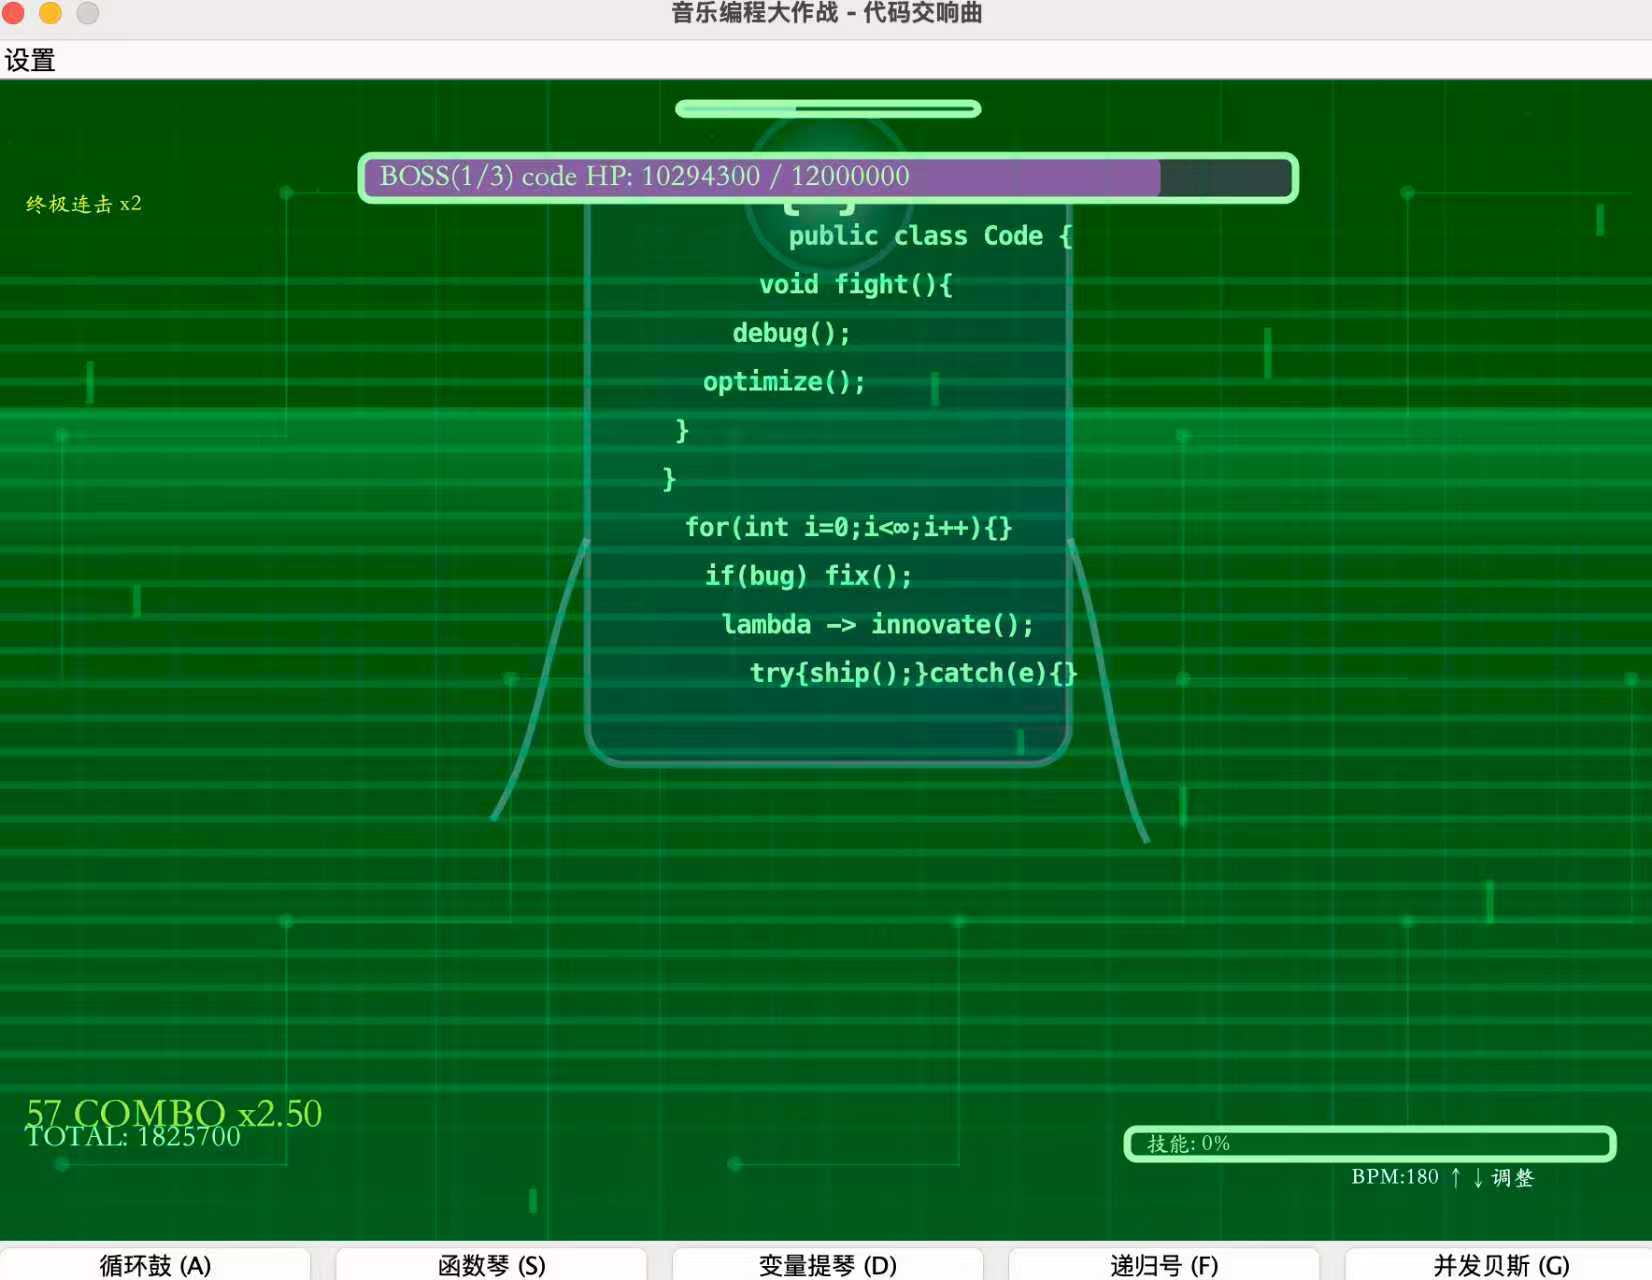 音乐编程大作战 - 代码交响曲
设置
BOSS(1/3) code HP: 10294300 / 12000000
终极连击 x2
{ }
public class Code {
void fight(){
debug();
optimize();
}
}
for(int i=0;i<∞;i++){}
if(bug) fix();
lambda -> innovate();
try{ship();}catch(e){}
57 COMBO x2.50
TOTAL: 1825700
技能: 0%
BPM:180 ↑ ↓ 调整
循环鼓 (A)
函数琴 (S)
变量提琴 (D)
递归号 (F)
并发贝斯 (G)